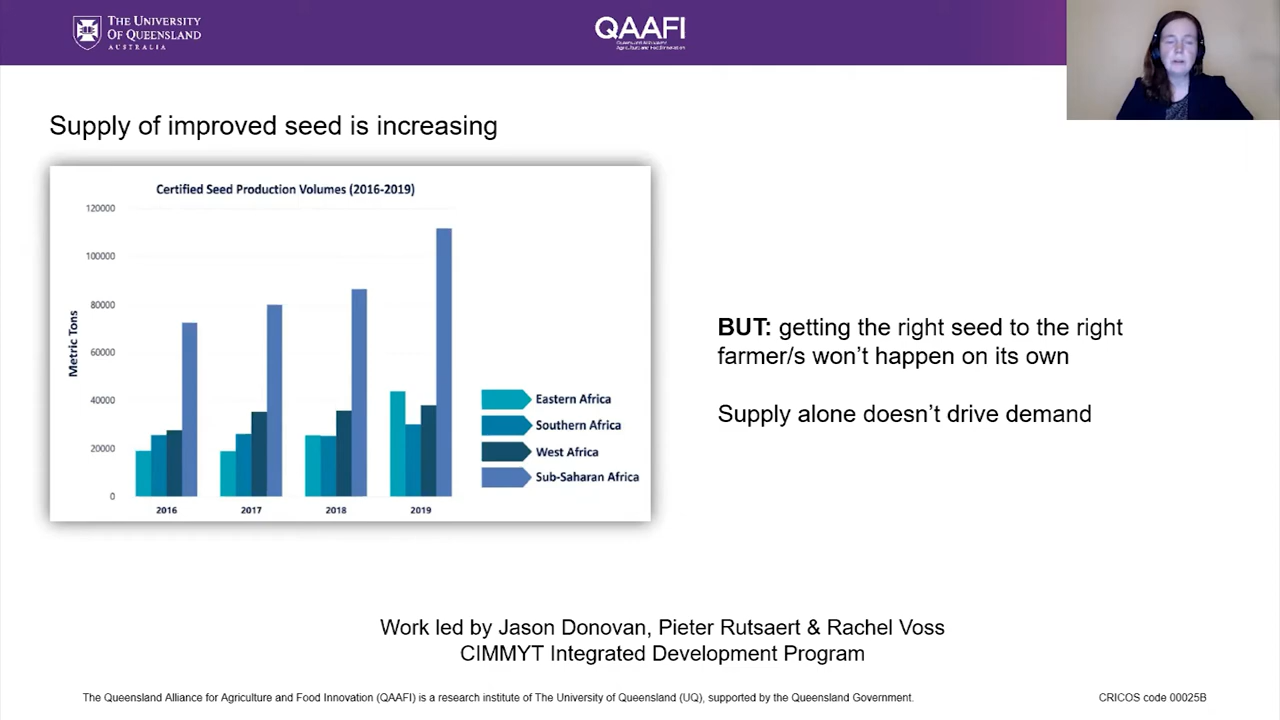 THE UNIVERSITY
OF QUEENSLAND
AUSTRALIA
QAAFI
Supply of improved seed is increasing
Certified Seed Production Volumes (2016-2019)
120000
100000
80000
60000
40000
20000
0
Metric Tons
2016
2017
2018
2019
Eastern Africa
Southern Africa
West Africa
Sub-Saharan Africa
BUT: getting the right seed to the right
farmer/s won't happen on its own
Supply alone doesn't drive demand
Work led by Jason Donovan, Pieter Rutsaert & Rachel Voss
CIMMYT Integrated Development Program
The Queensland Alliance for Agriculture and Food Innovation (QAAFI) is a research institute of The University of Queensland (UQ), supported by the Queensland Government.
CRICOS code 00025B